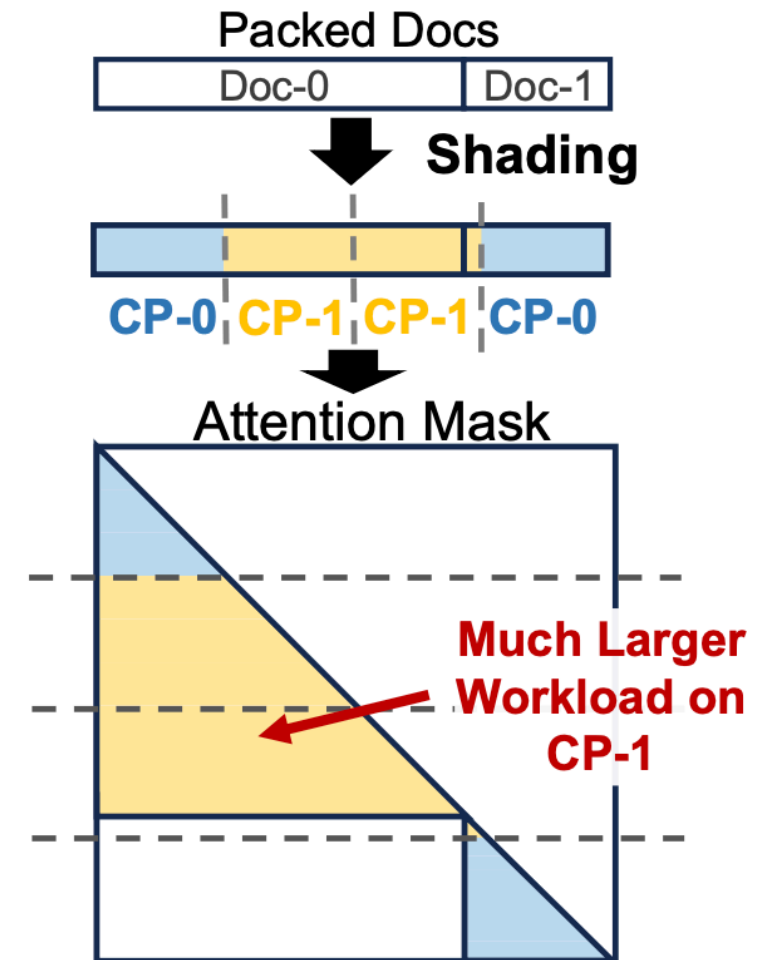 Packed Docs
Doc-0 Doc-1
Shading
CP-0 CP-1 CP-1 CP-0
Attention Mask
Much Larger
Workload on
CP-1